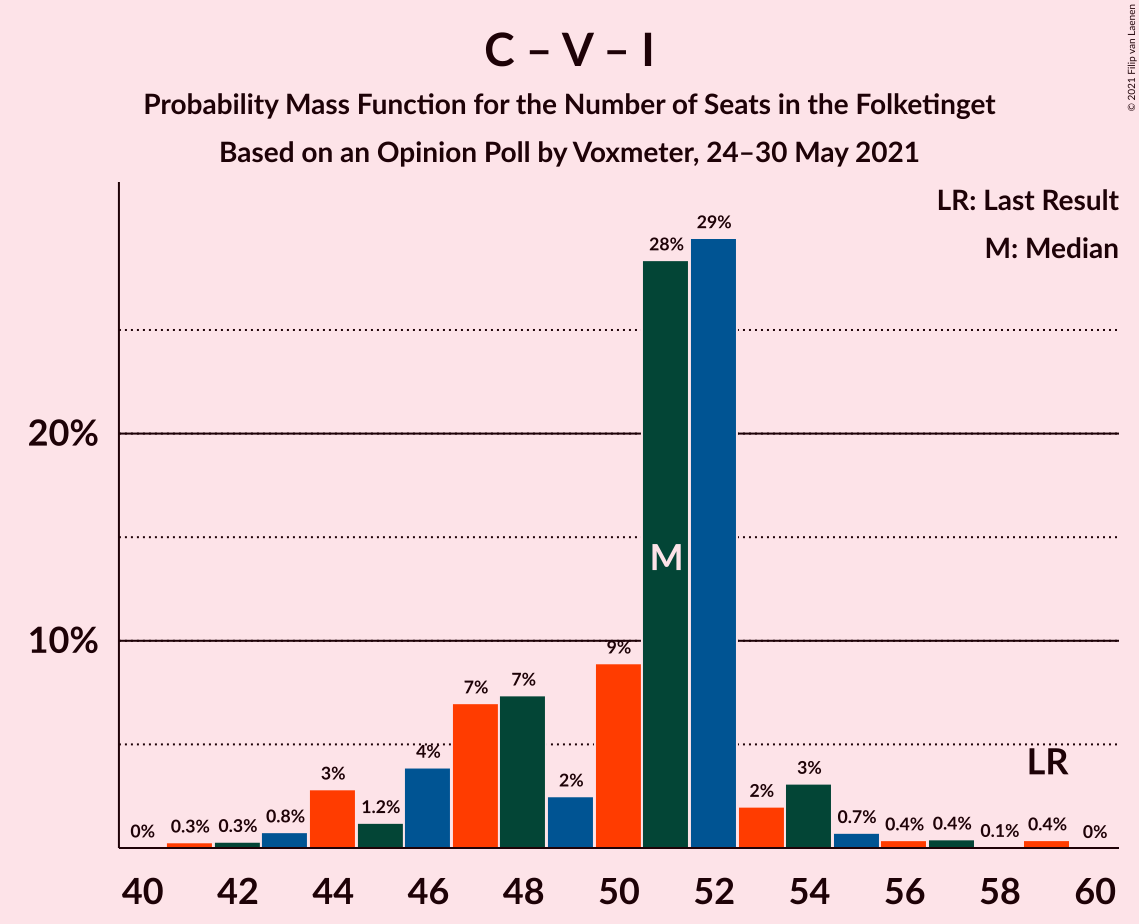 C – V – I
Probability Mass Function for the Number of Seats in the Folketinget
Based on an Opinion Poll by Voxmeter, 24–30 May 2021
© 2021 Filip van Laenen
LR: Last Result
M: Median
20%
10%
0%
0.3%
0.3%
0.8%
3%
1.2%
4%
7%
7%
2%
9%
28%
29%
2%
3%
0.7%
0.4%
0.4%
0.1%
0.4%
0%
M
LR
40 42 44 46 48 50 52 54 56 58 60